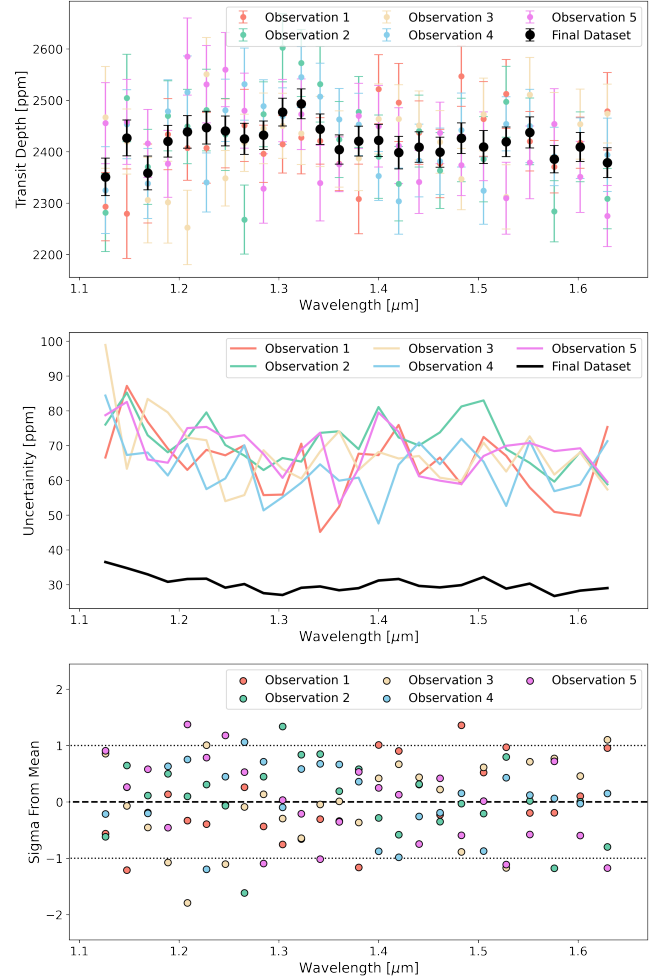 2600
2500
2400
2300
2200
Transit Depth [ppm]
Observation 1
Observation 2
Observation 3
Observation 4
Observation 5
Final Dataset
1.1 1.2 1.3 1.4 1.5 1.6
Wavelength [μm]
100
90
80
70
60
50
40
30
Uncertainity [ppm]
Observation 1
Observation 2
Observation 3
Observation 4
Observation 5
Final Dataset
1.1 1.2 1.3 1.4 1.5 1.6
Wavelength [μm]
2
1
0
−1
−2
Sigma From Mean
Observation 1
Observation 2
Observation 3
Observation 4
Observation 5
1.1 1.2 1.3 1.4 1.5 1.6
Wavelength [μm]